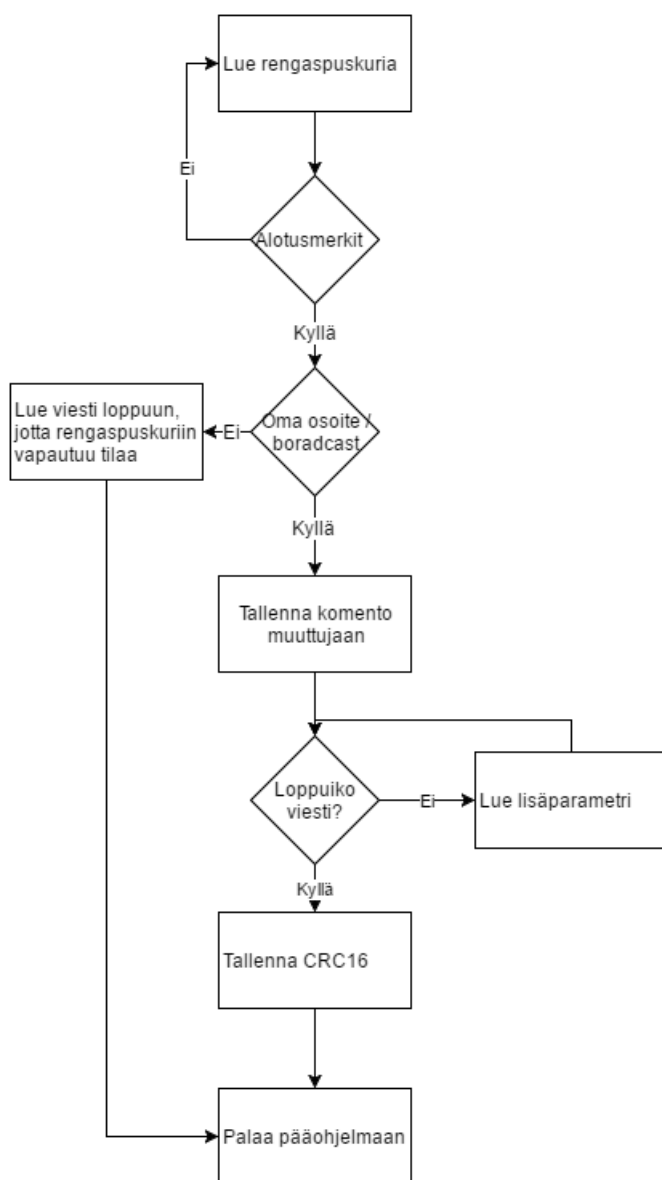 Lue rengaspuskuria
Ei
Alotusmerkit
Kyllä
Oma osoite /
boradcast
Ei
Lue viesti loppuun,
jotta rengaspuskuriin
vapautuu tilaa
Kyllä
Tallenna komento
muuttujaan
Loppuiko
viesti?
Ei
Lue lisäparametri
Kyllä
Tallenna CRC16
Palaa pääohjelmaan